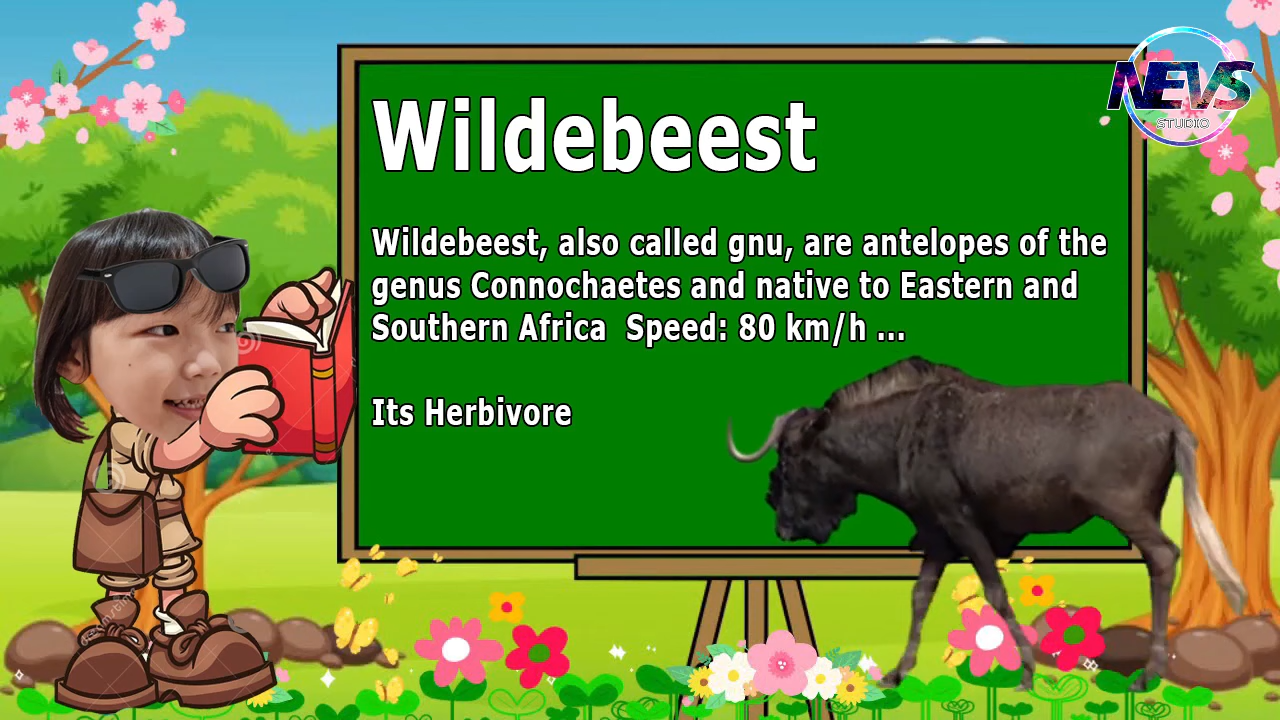 NEVS
STUDIO
Wildebeest
Wildebeest, also called gnu, are antelopes of the
genus Connochaetes and native to Eastern and
Southern Africa  Speed: 80 km/h ...
Its Herbivore